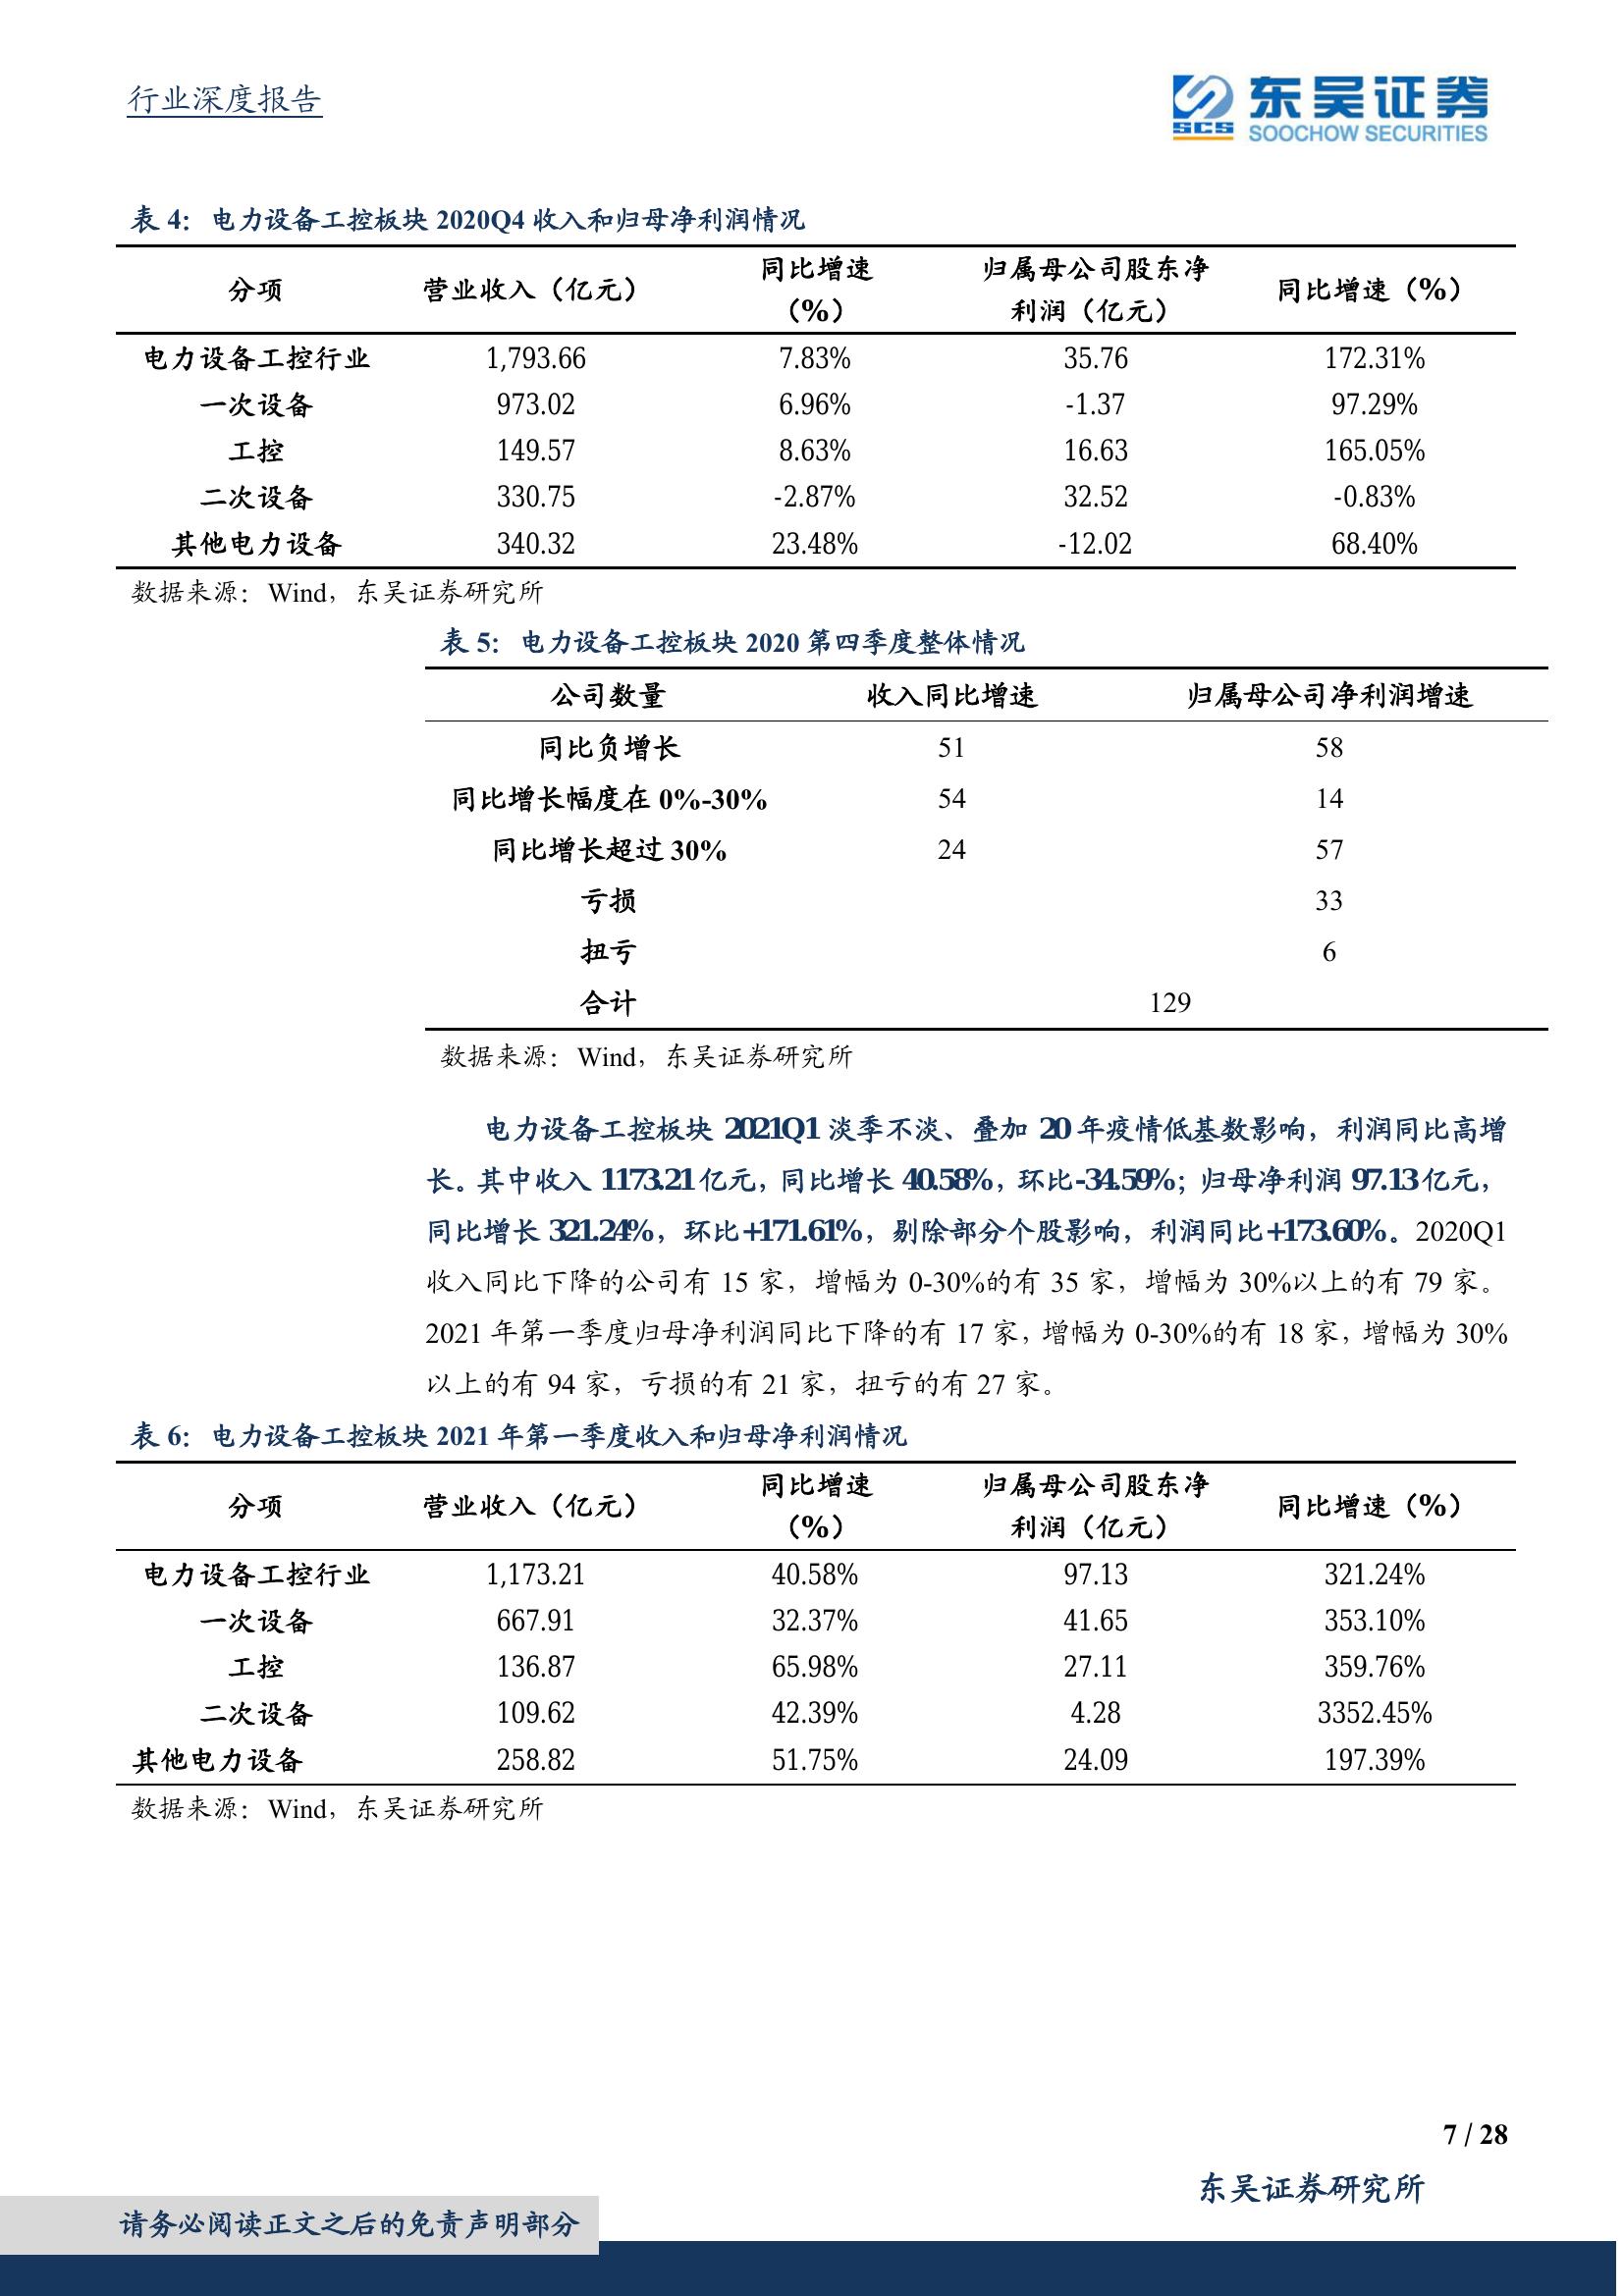 行业深度报告
SCS
东吴证券
SOOCHOW SECURITIES
表 4：电力设备工控板块 2020Q4 收入和归母净利润情况
分项 营业收入（亿元） 同比增速（%） 归属母公司股东净利润（亿元） 同比增速（%）
电力设备工控行业 1,793.66 7.83% 35.76 172.31%
一次设备 973.02 6.96% -1.37 97.29%
工控 149.57 8.63% 16.63 165.05%
二次设备 330.75 -2.87% 32.52 -0.83%
其他电力设备 340.32 23.48% -12.02 68.40%
数据来源：Wind，东吴证券研究所
表 5：电力设备工控板块 2020 第四季度整体情况
公司数量 收入同比增速 归属母公司净利润增速
同比负增长 51 58
同比增长幅度在 0%-30% 54 14
同比增长超过 30% 24 57
亏损 33
扭亏 6
合计 129
数据来源：Wind，东吴证券研究所
电力设备工控板块 2021Q1 淡季不淡、叠加 20 年疫情低基数影响，利润同比高增
长。其中收入 1173.21 亿元，同比增长 40.58%，环比-34.59%；归母净利润 97.13 亿元，
同比增长 321.24%，环比+171.61%，剔除部分个股影响，利润同比+173.60%。2020Q1
收入同比下降的公司有 15 家，增幅为 0-30%的有 35 家，增幅为 30%以上的有 79 家。
2021 年第一季度归母净利润同比下降的有 17 家，增幅为 0-30%的有 18 家，增幅为 30%
以上的有 94 家，亏损的有 21 家，扭亏的有 27 家。
表 6：电力设备工控板块 2021 年第一季度收入和归母净利润情况
分项 营业收入（亿元） 同比增速（%） 归属母公司股东净利润（亿元） 同比增速（%）
电力设备工控行业 1,173.21 40.58% 97.13 321.24%
一次设备 667.91 32.37% 41.65 353.10%
工控 136.87 65.98% 27.11 359.76%
二次设备 109.62 42.39% 4.28 3352.45%
其他电力设备 258.82 51.75% 24.09 197.39%
数据来源：Wind，东吴证券研究所
7 / 28
东吴证券研究所
请务必阅读正文之后的免责声明部分